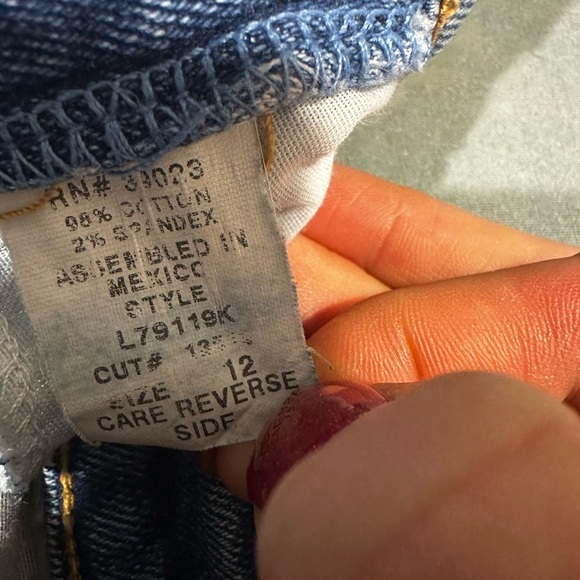 RN# 39023
98% COTTON
2% SPANDEX
ASSEMBLED IN
MEXICO
STYLE
L79119K
CUT#
SIZE 12
CARE REVERSE
SIDE